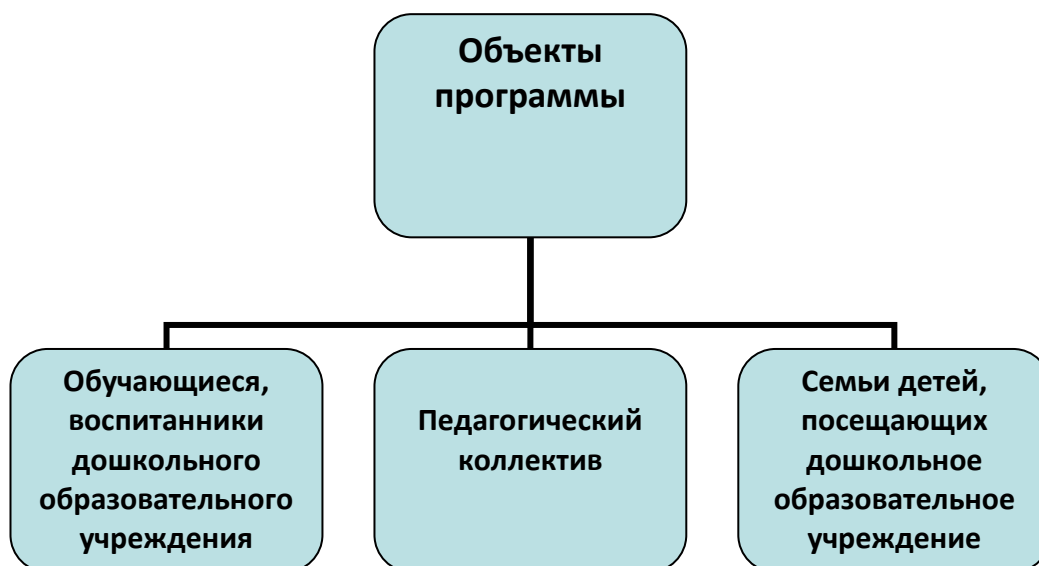 Объекты
программы
Обучающиеся,
воспитанники
дошкольного
образовательного
учреждения
Педагогический
коллектив
Семьи детей,
посещающих
дошкольное
образовательное
учреждение